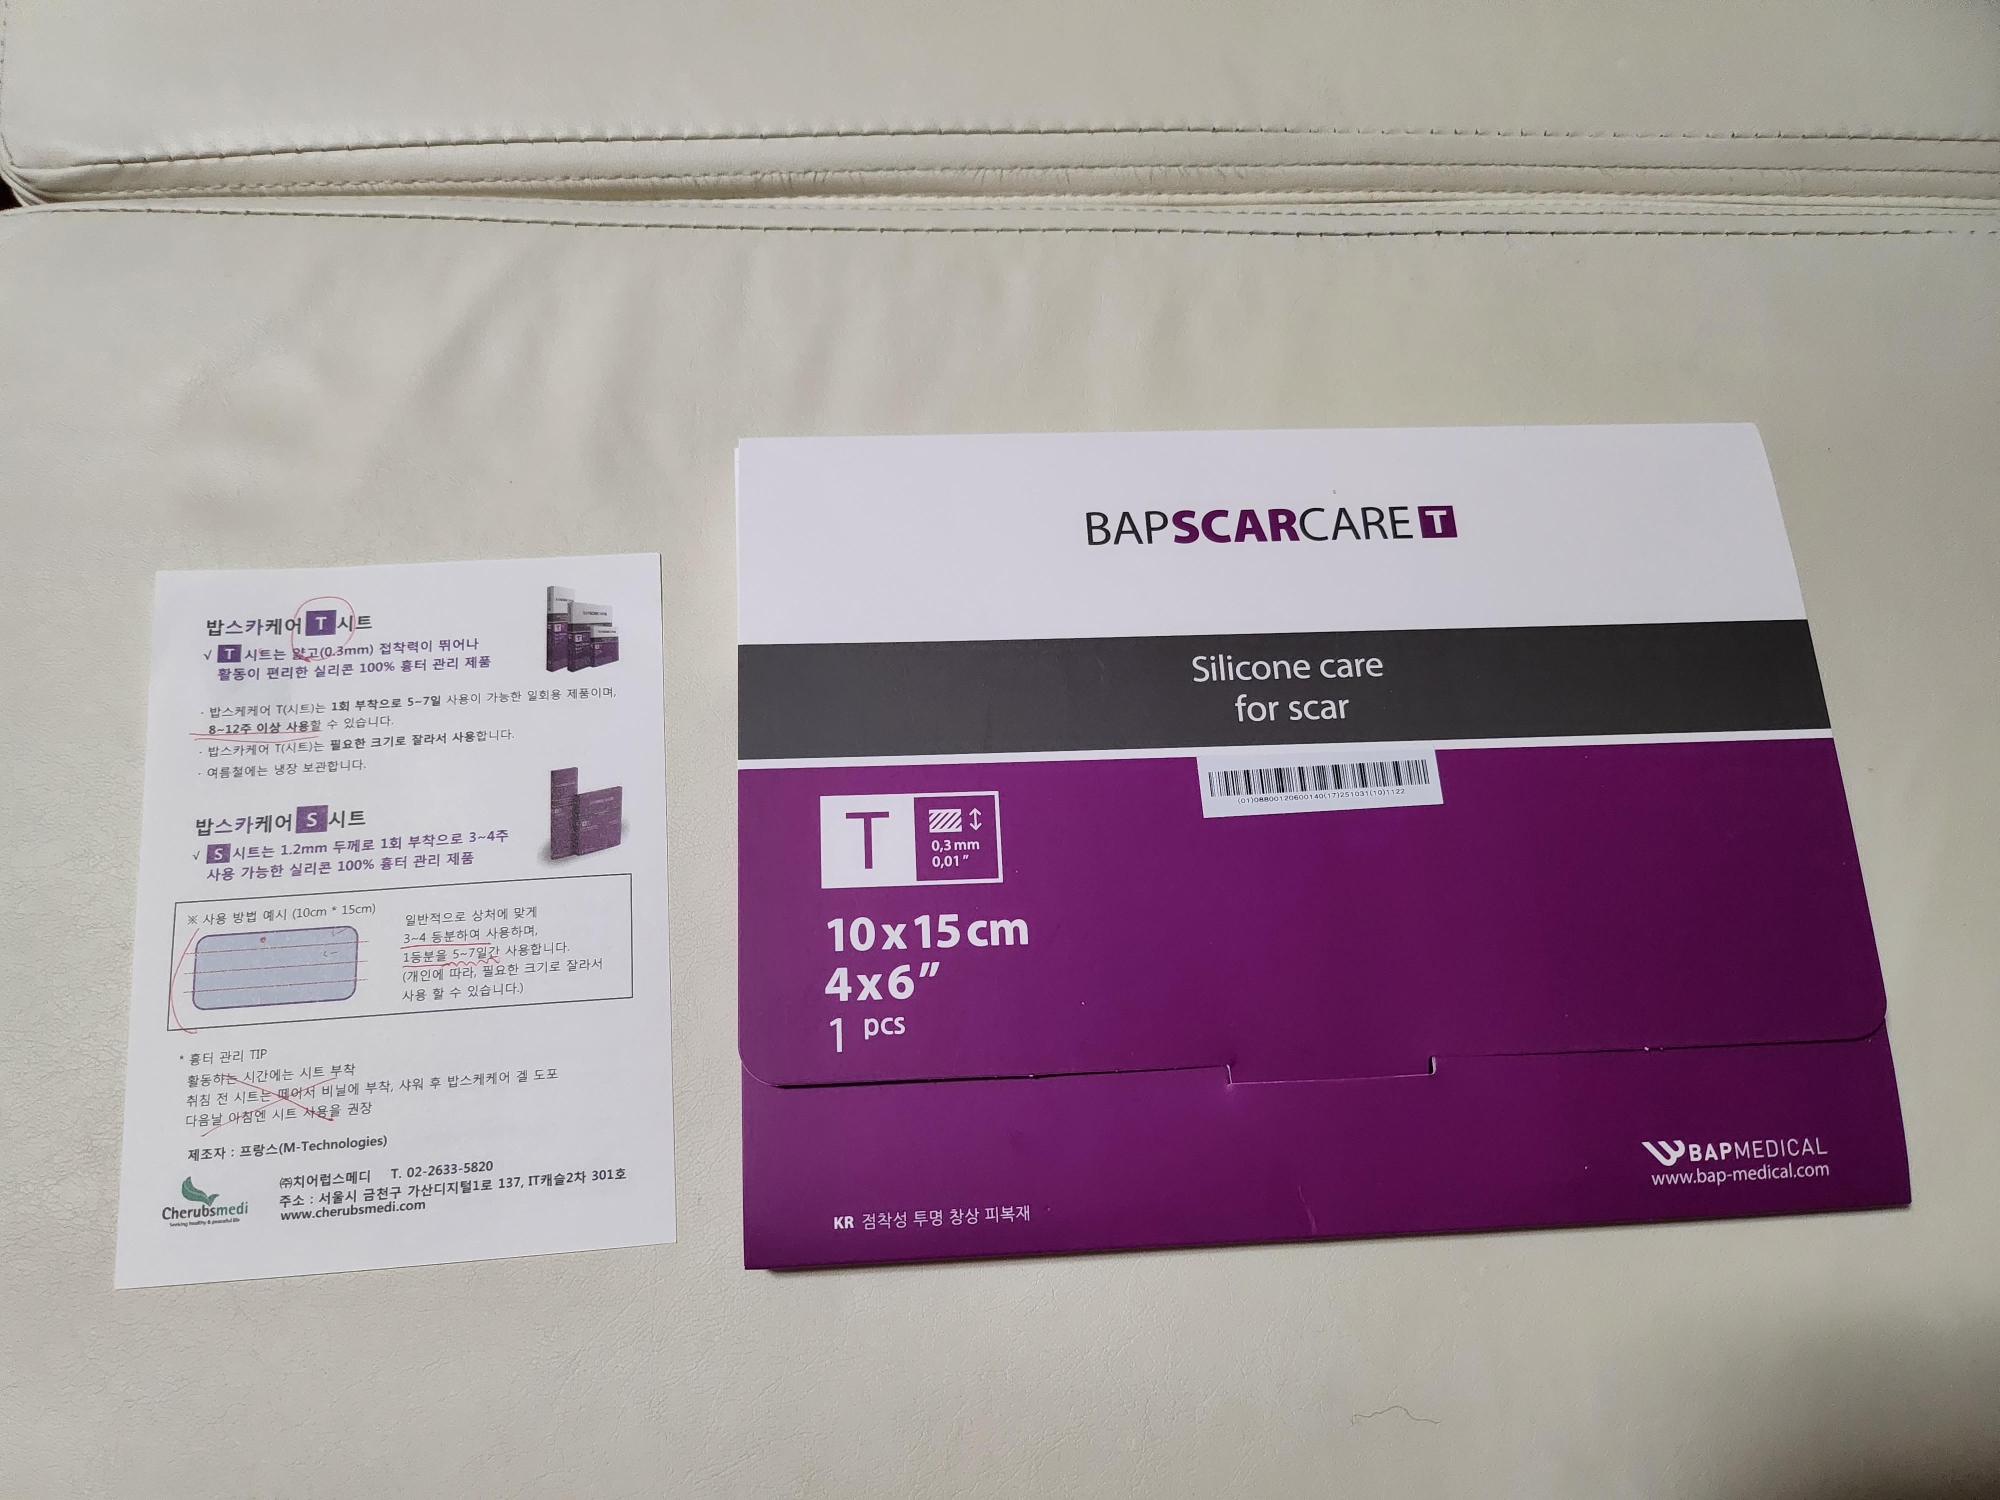 밥스카케어 T 시트
√ T 시트는 얇고(0.3mm) 접착력이 뛰어나
활동이 편리한 실리콘 100% 흉터 관리 제품
· 밥스케케어 T(시트)는 1회 부착으로 5~7일 사용이 가능한 일회용 제품이며,
8~12주 이상 사용할 수 있습니다.
· 밥스카케어 T(시트)는 필요한 크기로 잘라서 사용합니다.
· 여름철에는 냉장 보관합니다.
밥스카케어 S 시트
√ S 시트는 1.2mm 두께로 1회 부착으로 3~4주
사용 가능한 실리콘 100% 흉터 관리 제품
※ 사용 방법 예시 (10cm * 15cm)
일반적으로 상처에 맞게
3~4 등분하여 사용하며,
1등분을 5~7일간 사용합니다.
(개인에 따라, 필요한 크기로 잘라서
사용 할 수 있습니다.)
* 흉터 관리 TIP
활동하는 시간에는 시트 부착
취침 전 시트는 떼어서 비닐에 부착, 샤워 후 밥스케케어 겔 도포
다음날 아침엔 시트 사용을 권장
제조자 : 프랑스(M-Technologies)
Cherubsmedi
Seeking healthy & peaceful life
㈜치어럽스메디 T. 02-2633-5820
주소 : 서울시 금천구 가산디지털1로 137, IT캐슬2차 301호
www.cherubsmedi.com
BAPSCARCARE T
Silicone care
for scar
(01)08800120600140(17)251031(10)1122
T
0,3 mm
0,01"
10 x 15 cm
4 x 6"
1 pcs
BAPMEDICAL
www.bap-medical.com
KR 점착성 투명 창상 피복재